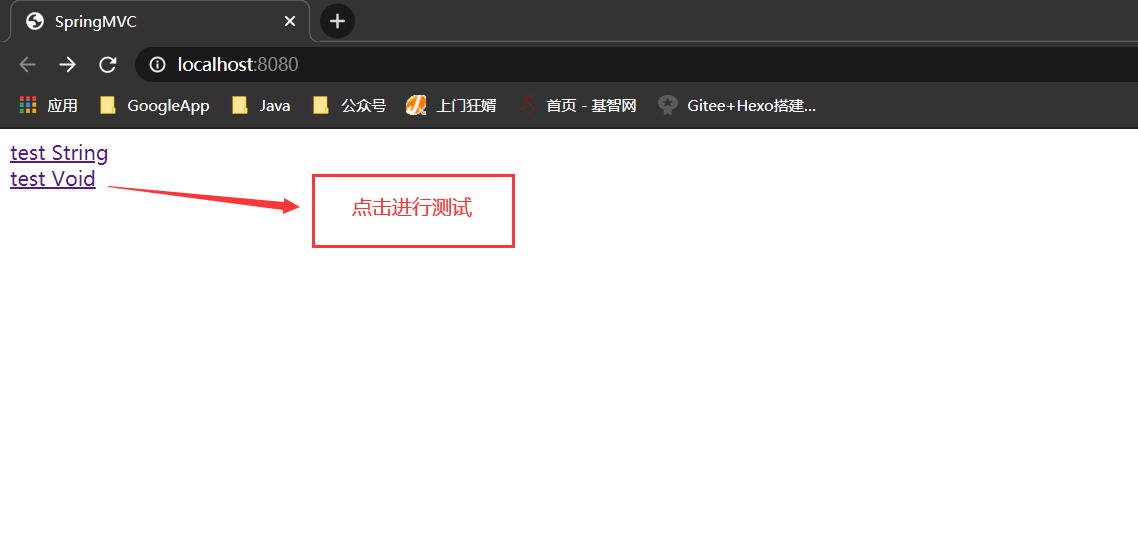 SpringMVC
localhost:8080
应用 GoogleApp Java 公众号 上门狂婿 首页 - 基智网 Gitee+Hexo搭建...
test String
test Void
点击进行测试